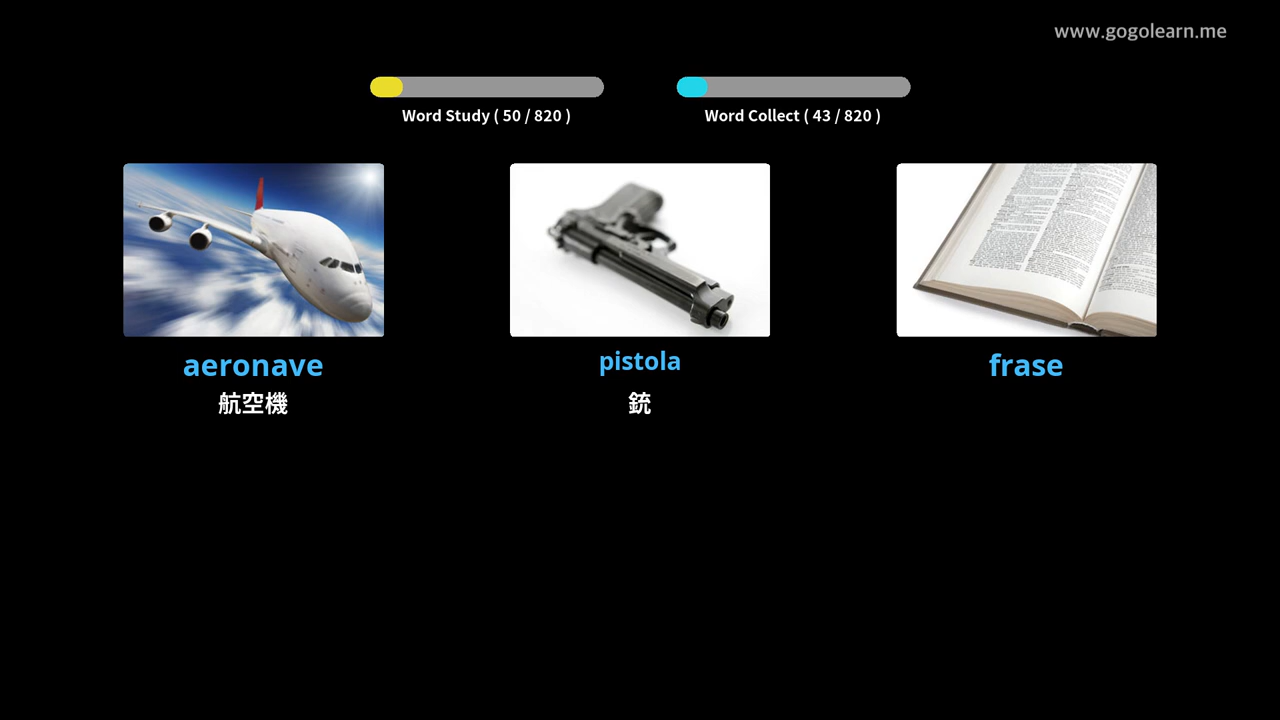 www.gogolearn.me
Word Study ( 50 / 820 )
Word Collect ( 43 / 820 )
aeronave
航空機
pistola
銃
frase